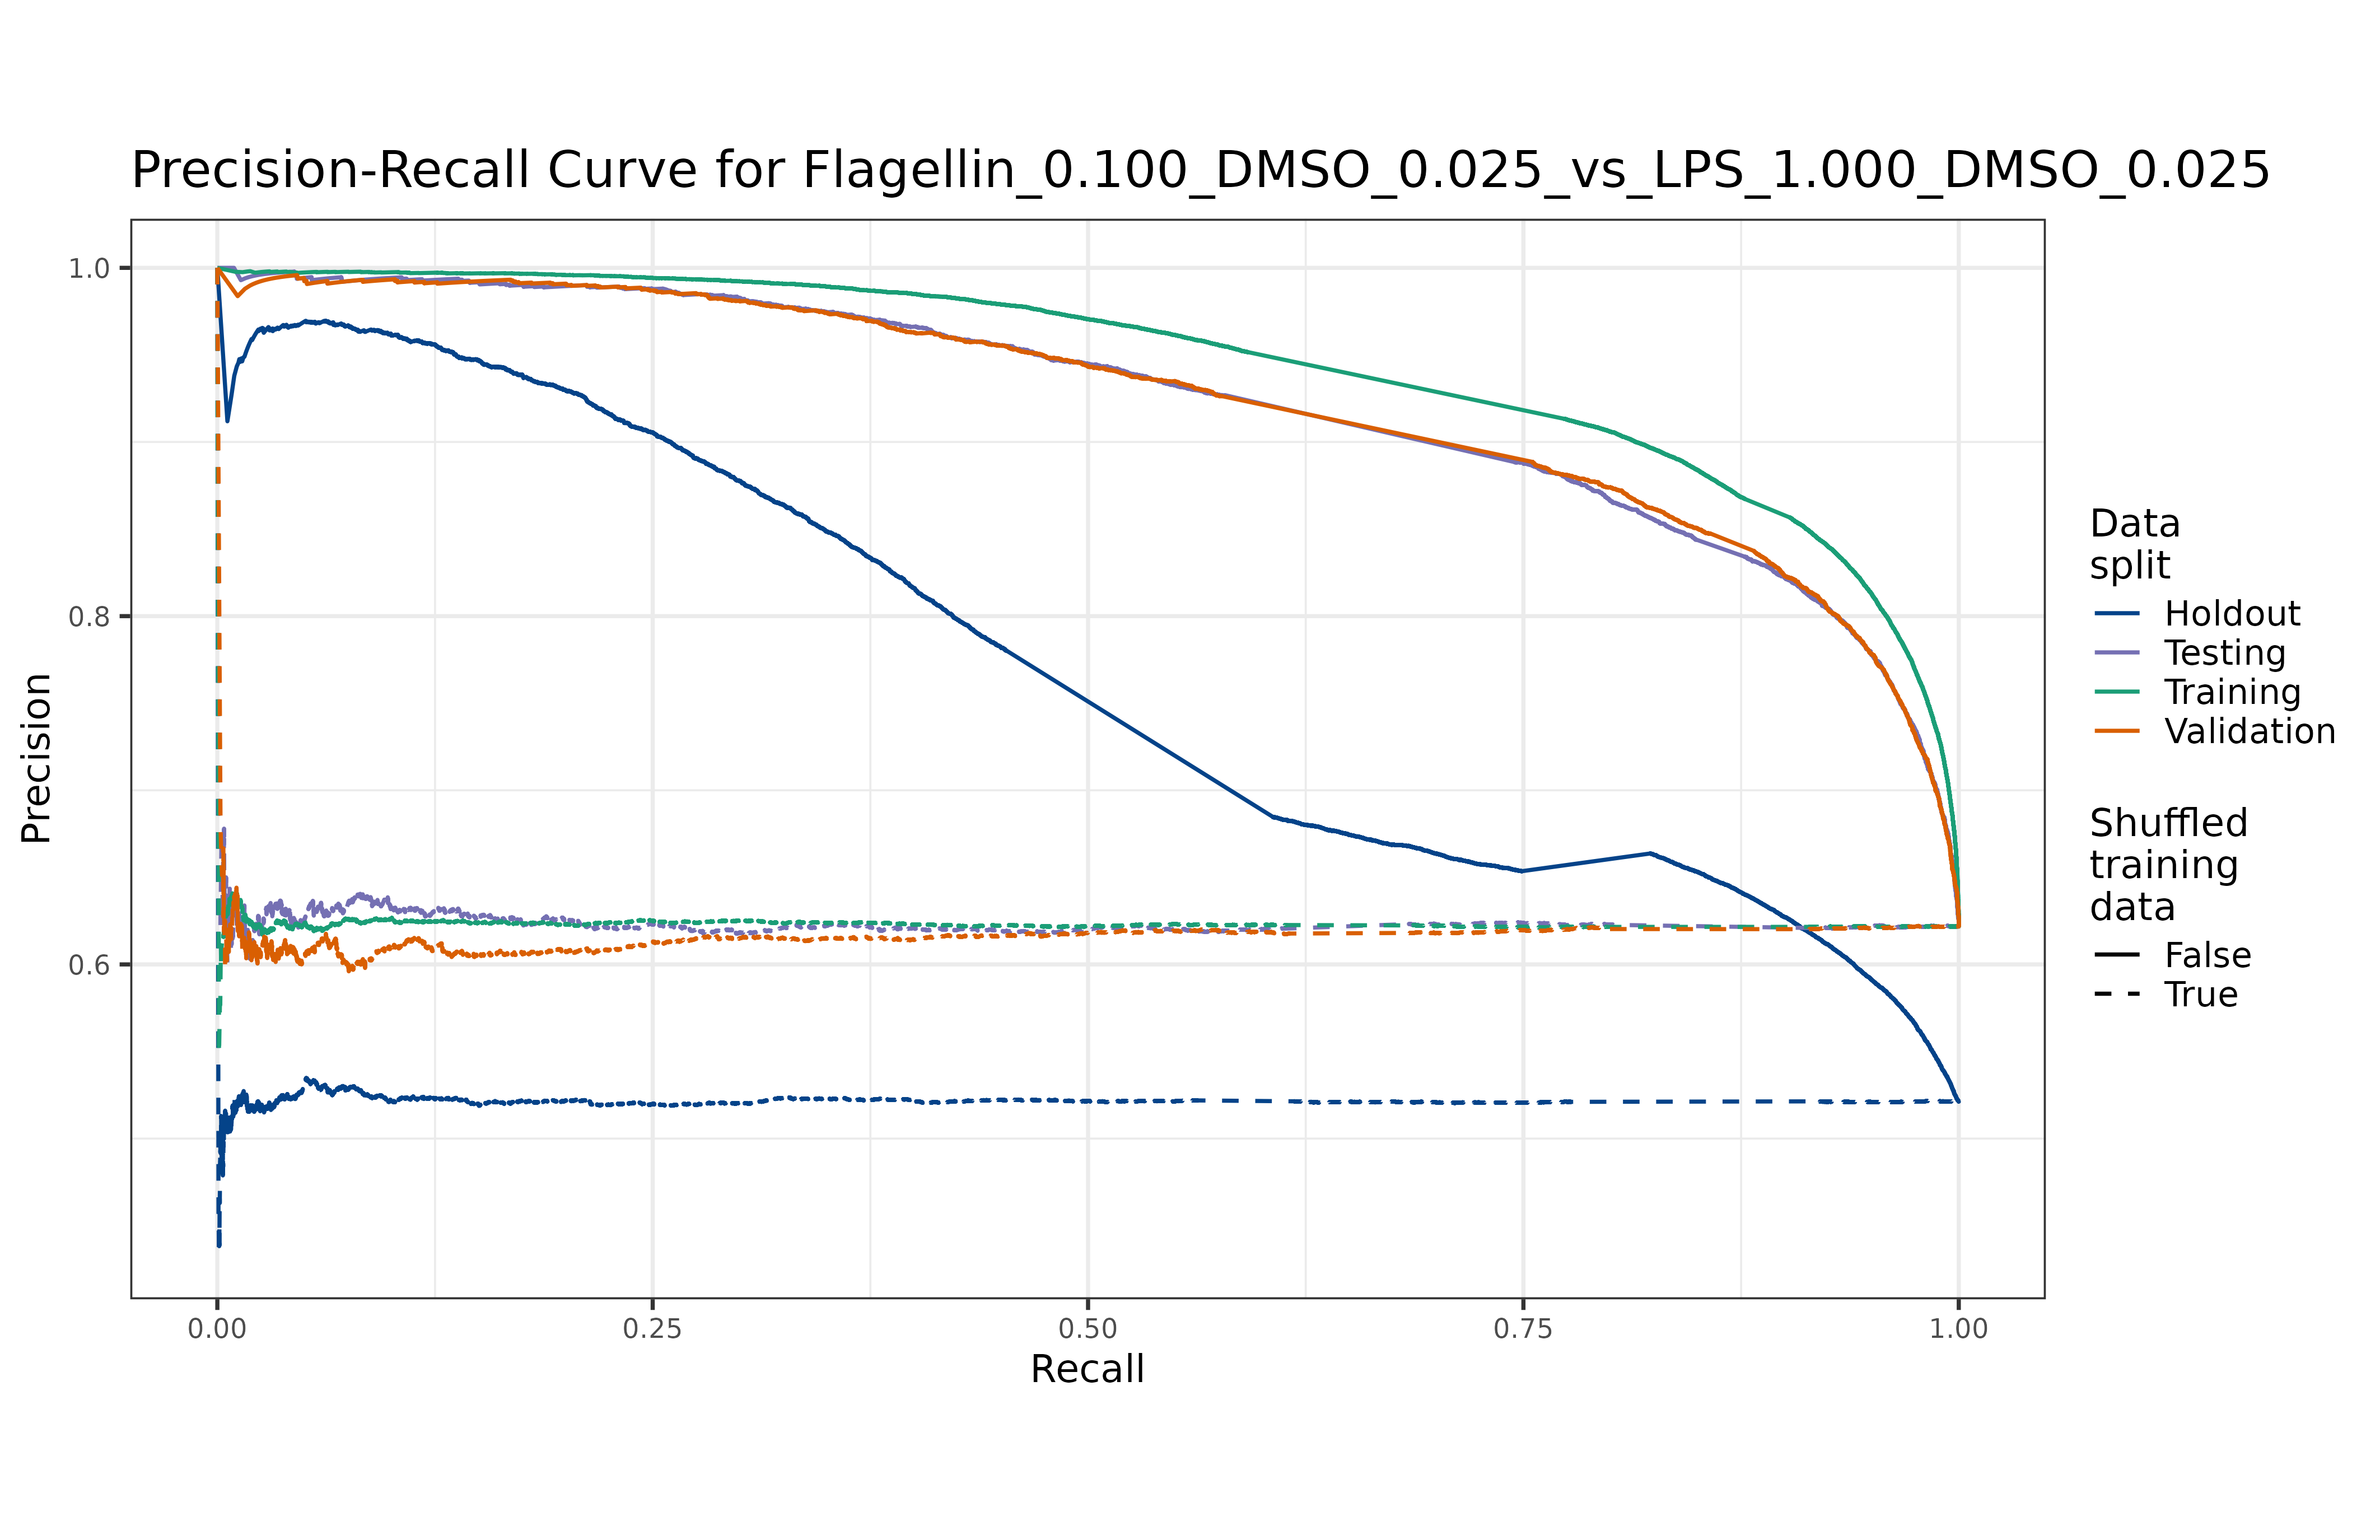 Precision-Recall Curve for Flagellin_0.100_DMSO_0.025_vs_LPS_1.000_DMSO_0.025
Precision
1.0
0.8
0.6
0.00
0.25
0.50
0.75
1.00
Recall
Data
split
Holdout
Testing
Training
Validation
Shuffled
training
data
False
True